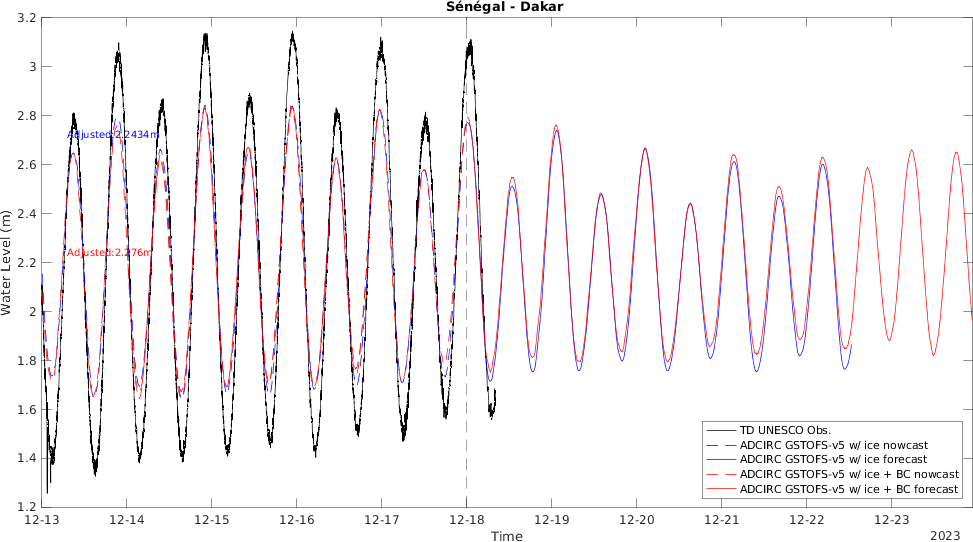 Sénégal - Dakar
3.2
3
2.8
2.6
2.4
2.2
2
1.8
1.6
1.4
1.2
Water Level (m)
Adjusted:2.2434m
Adjusted:2.276m
TD UNESCO Obs.
ADCIRC GSTOFS-v5 w/ ice nowcast
ADCIRC GSTOFS-v5 w/ ice forecast
ADCIRC GSTOFS-v5 w/ ice + BC nowcast
ADCIRC GSTOFS-v5 w/ ice + BC forecast
12-13 12-14 12-15 12-16 12-17 12-18 12-19 12-20 12-21 12-22 12-23
Time
2023